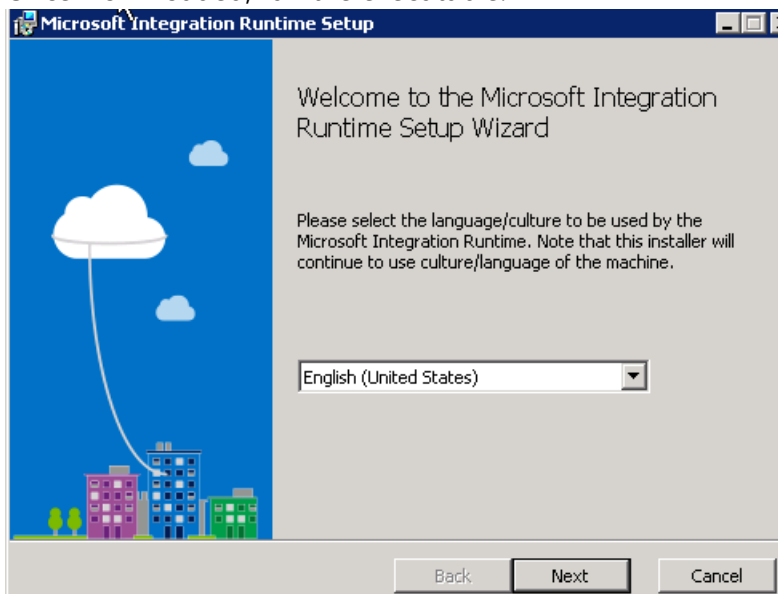 Microsoft Integration Runtime Setup
Welcome to the Microsoft Integration
Runtime Setup Wizard
Please select the language/culture to be used by the
Microsoft Integration Runtime. Note that this installer will
continue to use culture/language of the machine.
English (United States)
Back
Next
Cancel